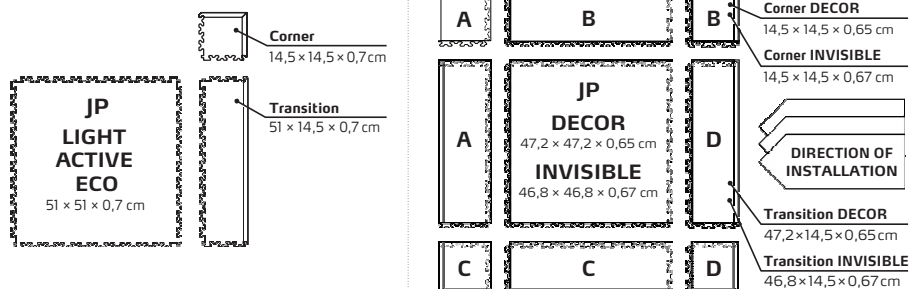 Corner
14,5 × 14,5 × 0,7 cm
JP
LIGHT
ACTIVE
ECO
51 × 51 × 0,7 cm
Transition
51 × 14,5 × 0,7 cm
A
B
B
Corner DECOR
14,5 × 14,5 × 0,65 cm
Corner INVISIBLE
14,5 × 14,5 × 0,67 cm
A
JP
DECOR
47,2 × 47,2 × 0,65 cm
INVISIBLE
46,8 × 46,8 × 0,67 cm
D
DIRECTION OF
INSTALLATION
Transition DECOR
47,2×14,5×0,65cm
Transition INVISIBLE
46,8×14,5×0,67cm
C
C
D